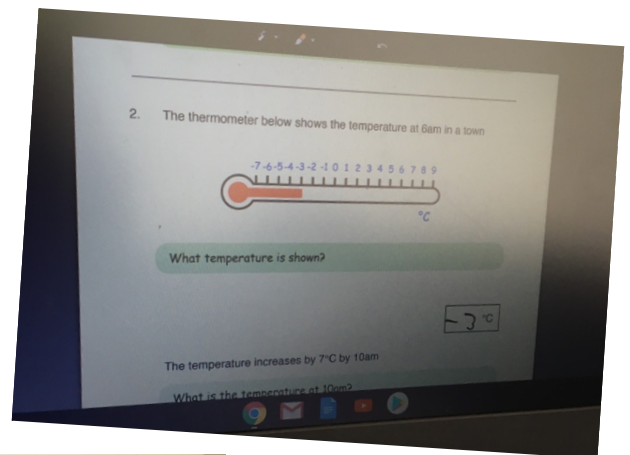 2. The thermometer below shows the temperature at 6am in a town
-7-6-5-4-3-2 -1 0 1 2 3 4 5 6 7 8 9
°C
What temperature is shown?
-3 °C
The temperature increases by 7°C by 10am
What is the temperature at 10am?